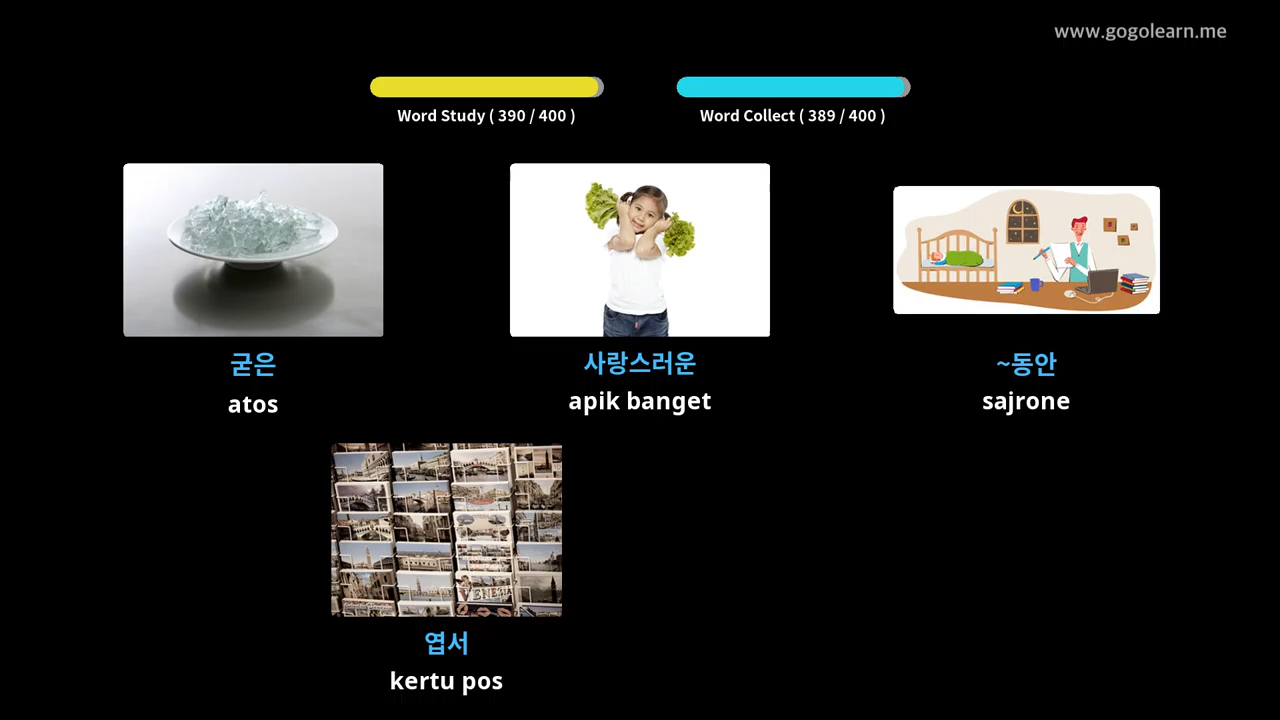 www.gogolearn.me
Word Study ( 390 / 400 )
Word Collect ( 389 / 400 )
굳은
atos
사랑스러운
apik banget
~동안
sajrone
VENEZIA
엽서
kertu pos